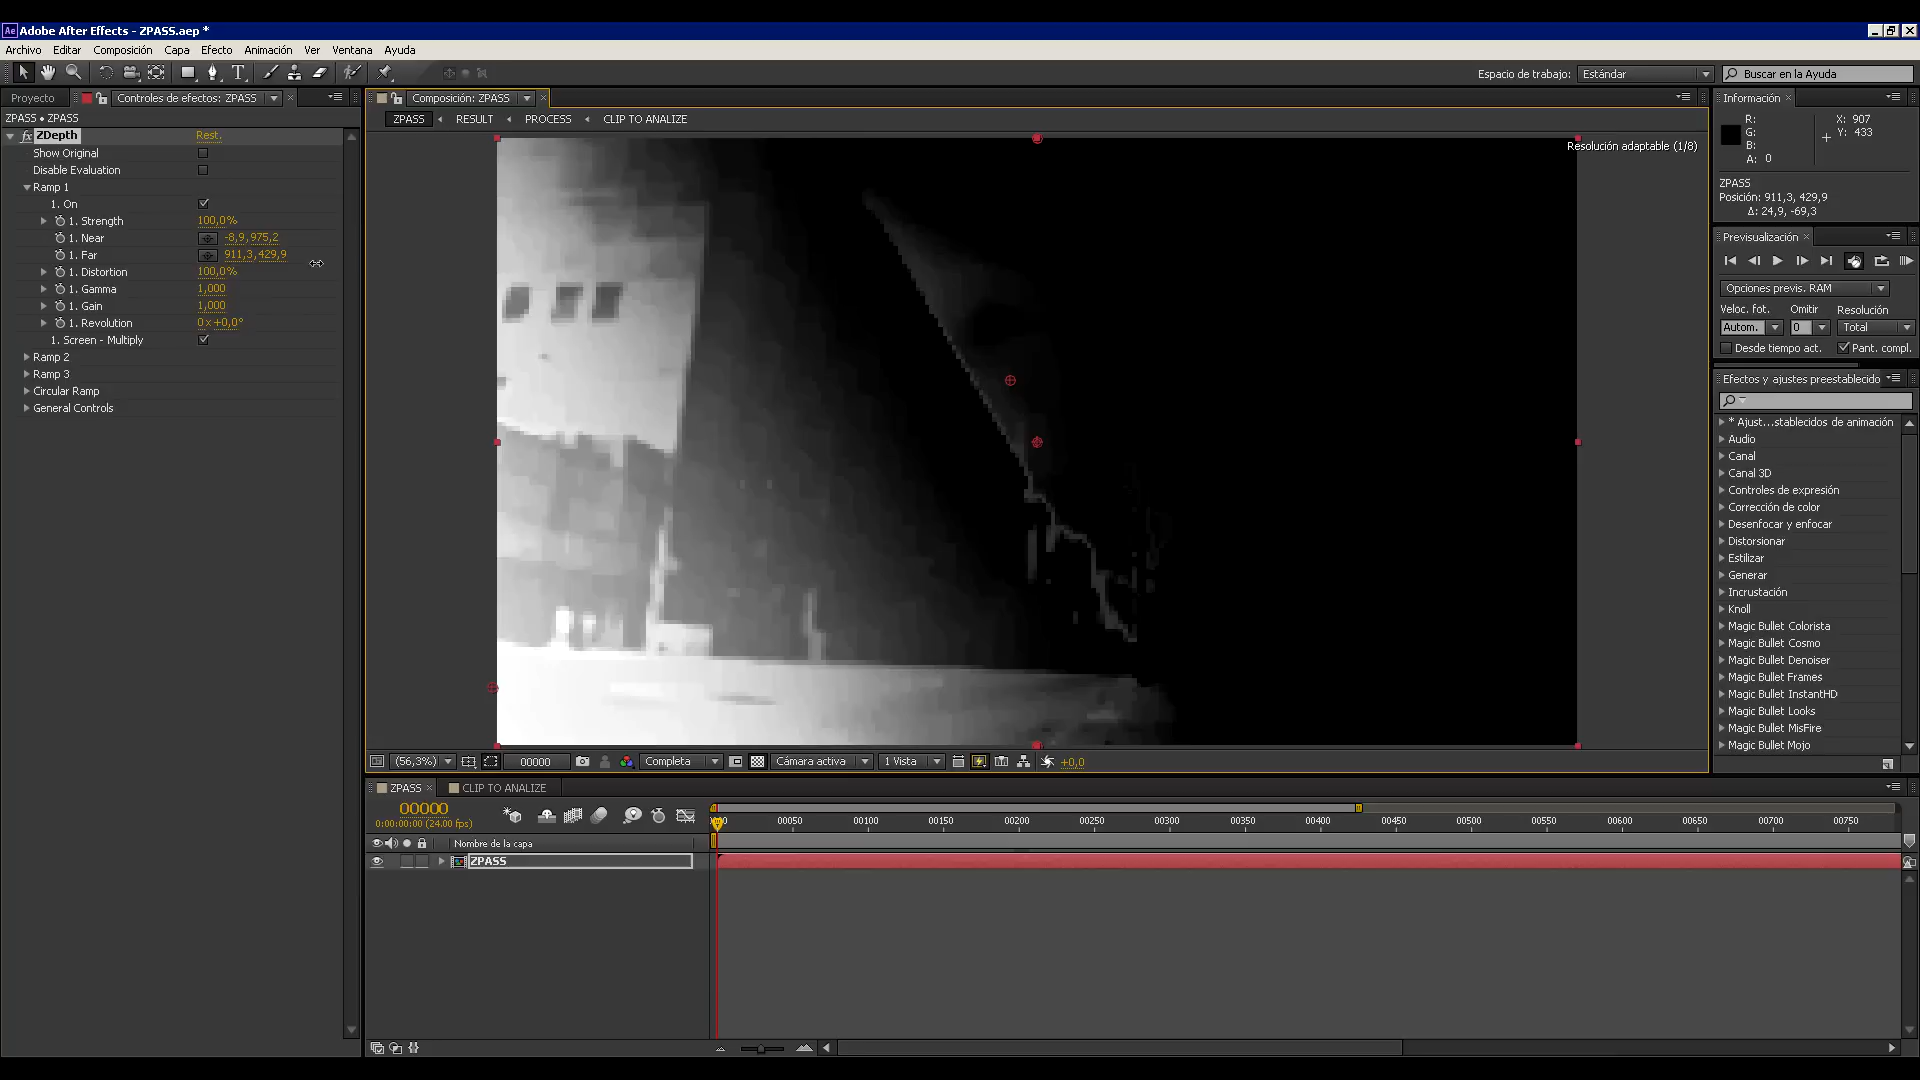 Ae Adobe After Effects - ZPASS.aep *
Archivo Editar Composición Capa Efecto Animación Ver Ventana Ayuda
Espacio de trabajo: Estándar Buscar en la Ayuda
Proyecto Controles de efectos: ZPASS
ZPASS • ZPASS
fx ZDepth Rest.
Show Original
Disable Evaluation
Ramp 1
1. On
1. Strength 100,0%
1. Near -8,9, 975,2
1. Far 911,3, 429,9
1. Distortion 100,0%
1. Gamma 1,000
1. Gain 1,000
1. Revolution 0x+0,0°
1. Screen - Multiply
Ramp 2
Ramp 3
Circular Ramp
General Controls
Composición: ZPASS
ZPASS RESULT PROCESS CLIP TO ANALIZE
Resolución adaptable (1/8)
(56,3%) 00000 Completa Cámara activa 1 Vista +0,0
Información
R: X: 907
G: Y: 433
B:
A: 0
ZPASS
Posición: 911,3, 429,9
Δ: 24,9, -69,3
Previsualización
Opciones previs. RAM
Veloc. fot. Omitir Resolución
Autom. 0 Total
Desde tiempo act. Pant. compl.
Efectos y ajustes preestablecido
* Ajust...stablecidos de animación
Audio
Canal
Canal 3D
Controles de expresión
Corrección de color
Desenfocar y enfocar
Distorsionar
Estilizar
Generar
Incrustación
Knoll
Magic Bullet Colorista
Magic Bullet Cosmo
Magic Bullet Denoiser
Magic Bullet Frames
Magic Bullet InstantHD
Magic Bullet Looks
Magic Bullet MisFire
Magic Bullet Mojo
ZPASS CLIP TO ANALIZE
00000
0:00:00:00 (24.00 fps)
00050 00100 00150 00200 00250 00300 00350 00400 00450 00500 00550 00600 00650 00700 00750
Nombre de la capa
ZPASS